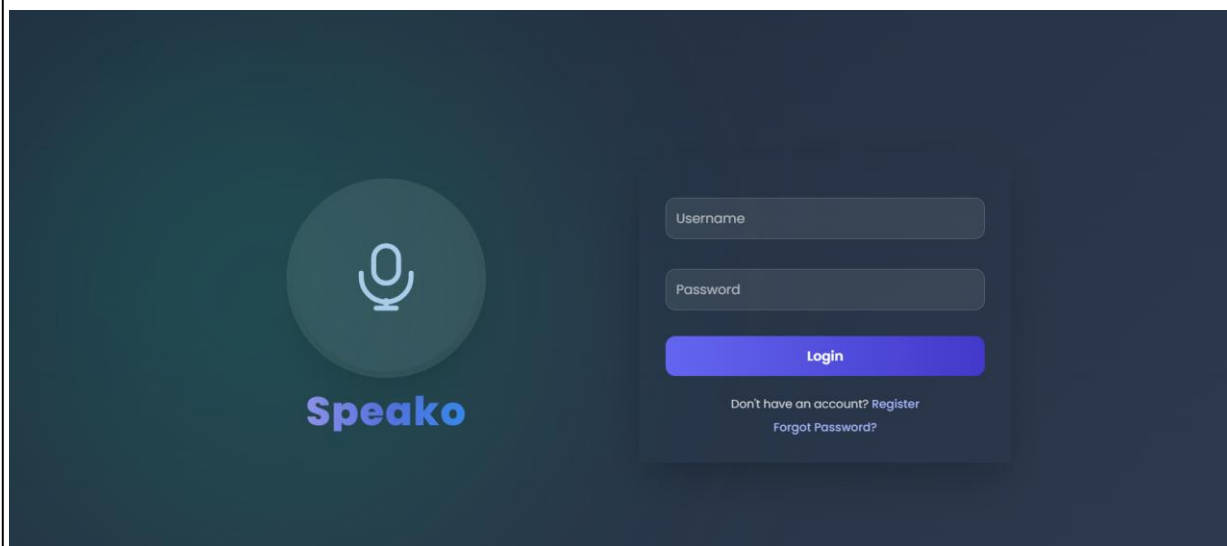 Speako
Username
Password
Login
Don't have an account? Register
Forgot Password?